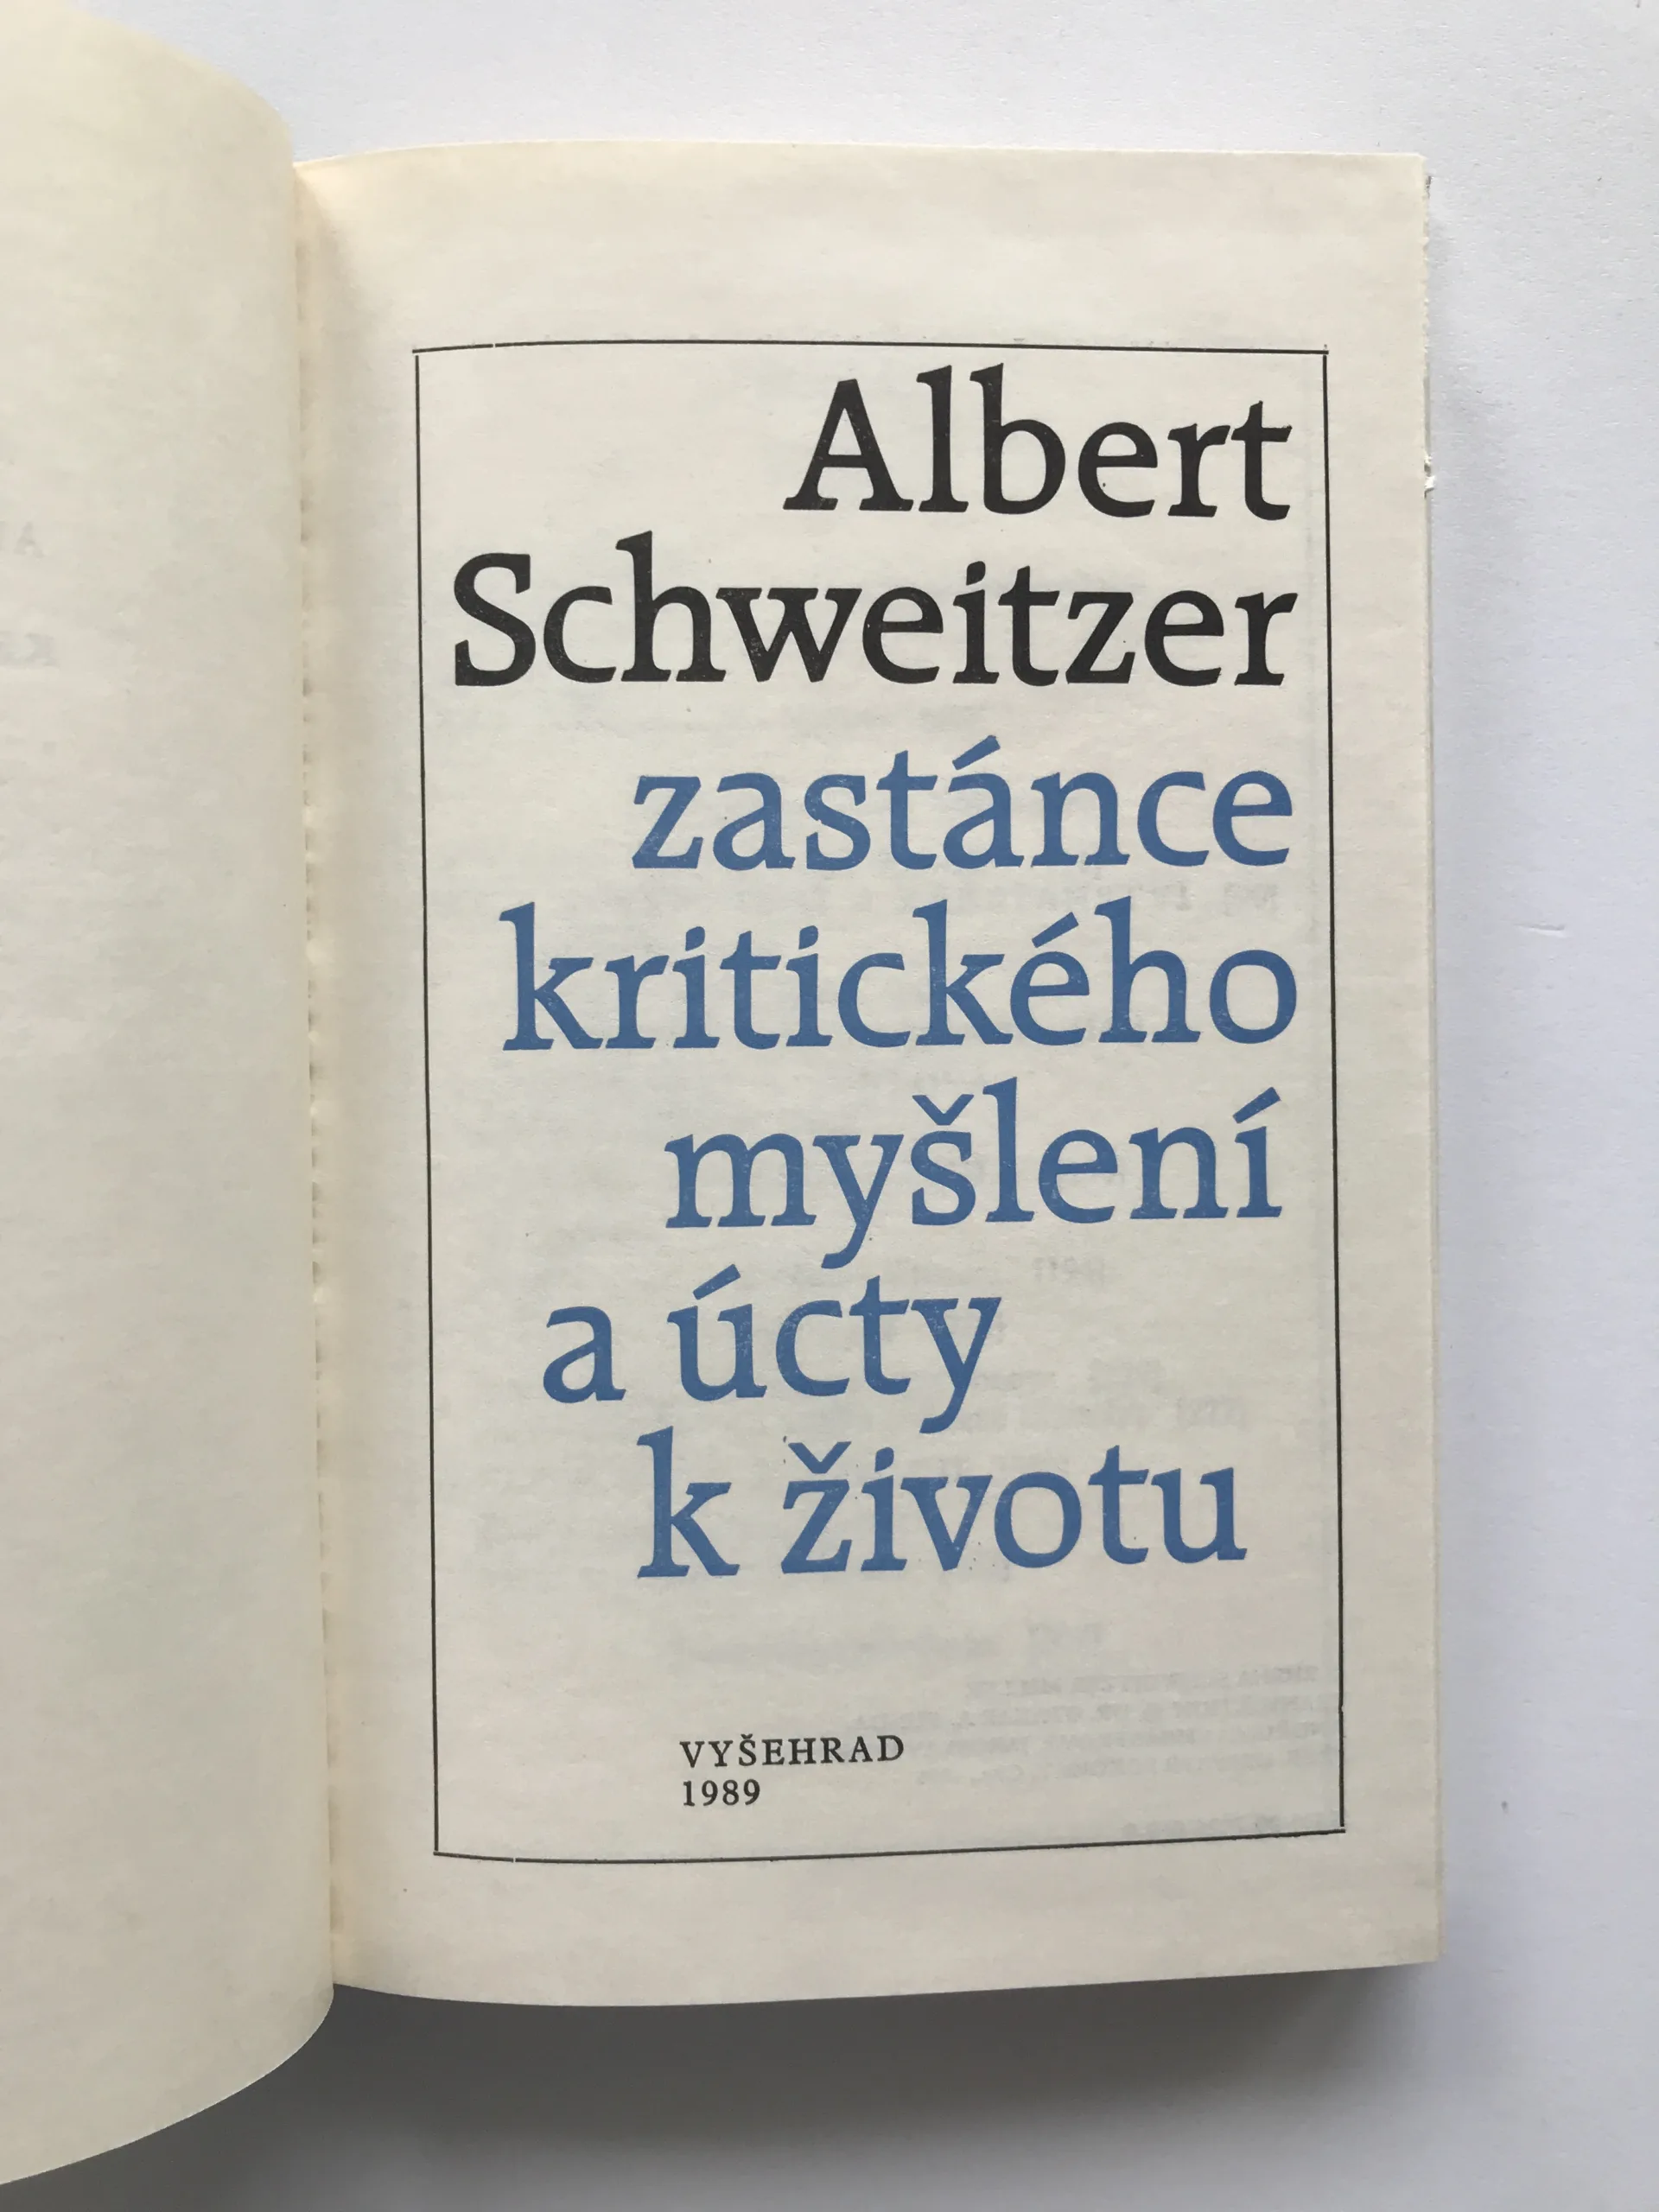 Albert
Schweitzer
zastánce
kritického
myšlení
a úcty
k životu
VYŠEHRAD
1989